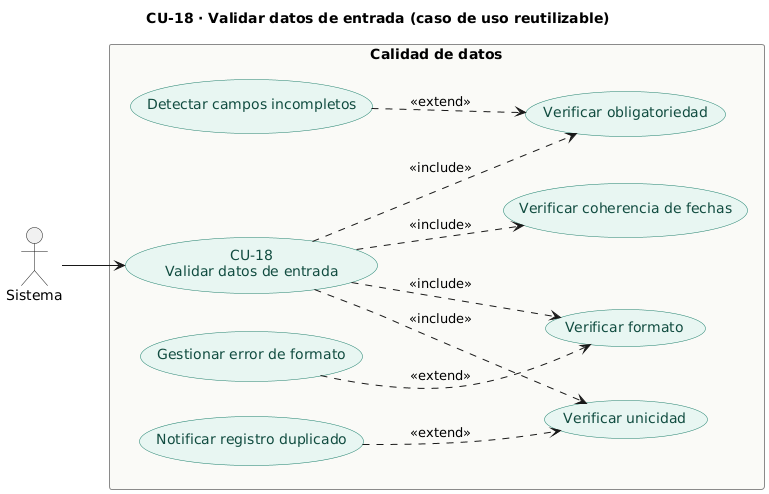 CU-18 · Validar datos de entrada (caso de uso reutilizable)
Calidad de datos
Detectar campos incompletos
«extend»
Verificar obligatoriedad
«include»
Verificar coherencia de fechas
«include»
CU-18
Validar datos de entrada
Sistema
«include»
Verificar formato
«include»
Gestionar error de formato
«extend»
Verificar unicidad
Notificar registro duplicado
«extend»